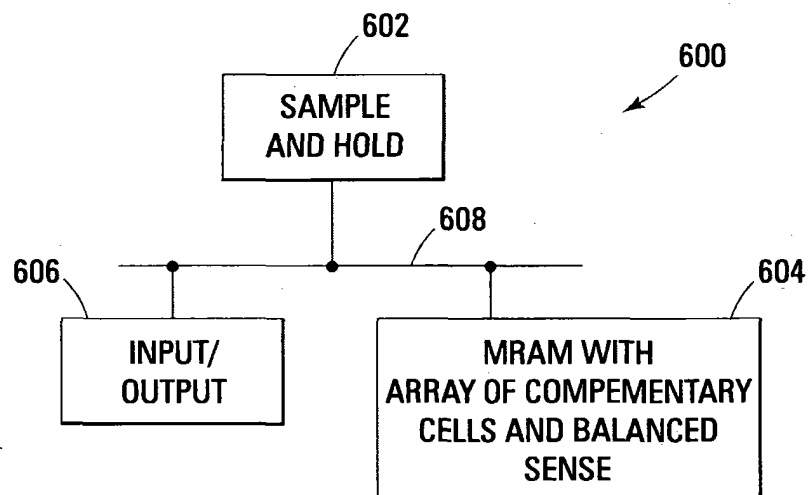 602
600
SAMPLE
AND HOLD
608
606
604
INPUT/
OUTPUT
MRAM WITH
ARRAY OF COMPEMENTARY
CELLS AND BALANCED
SENSE